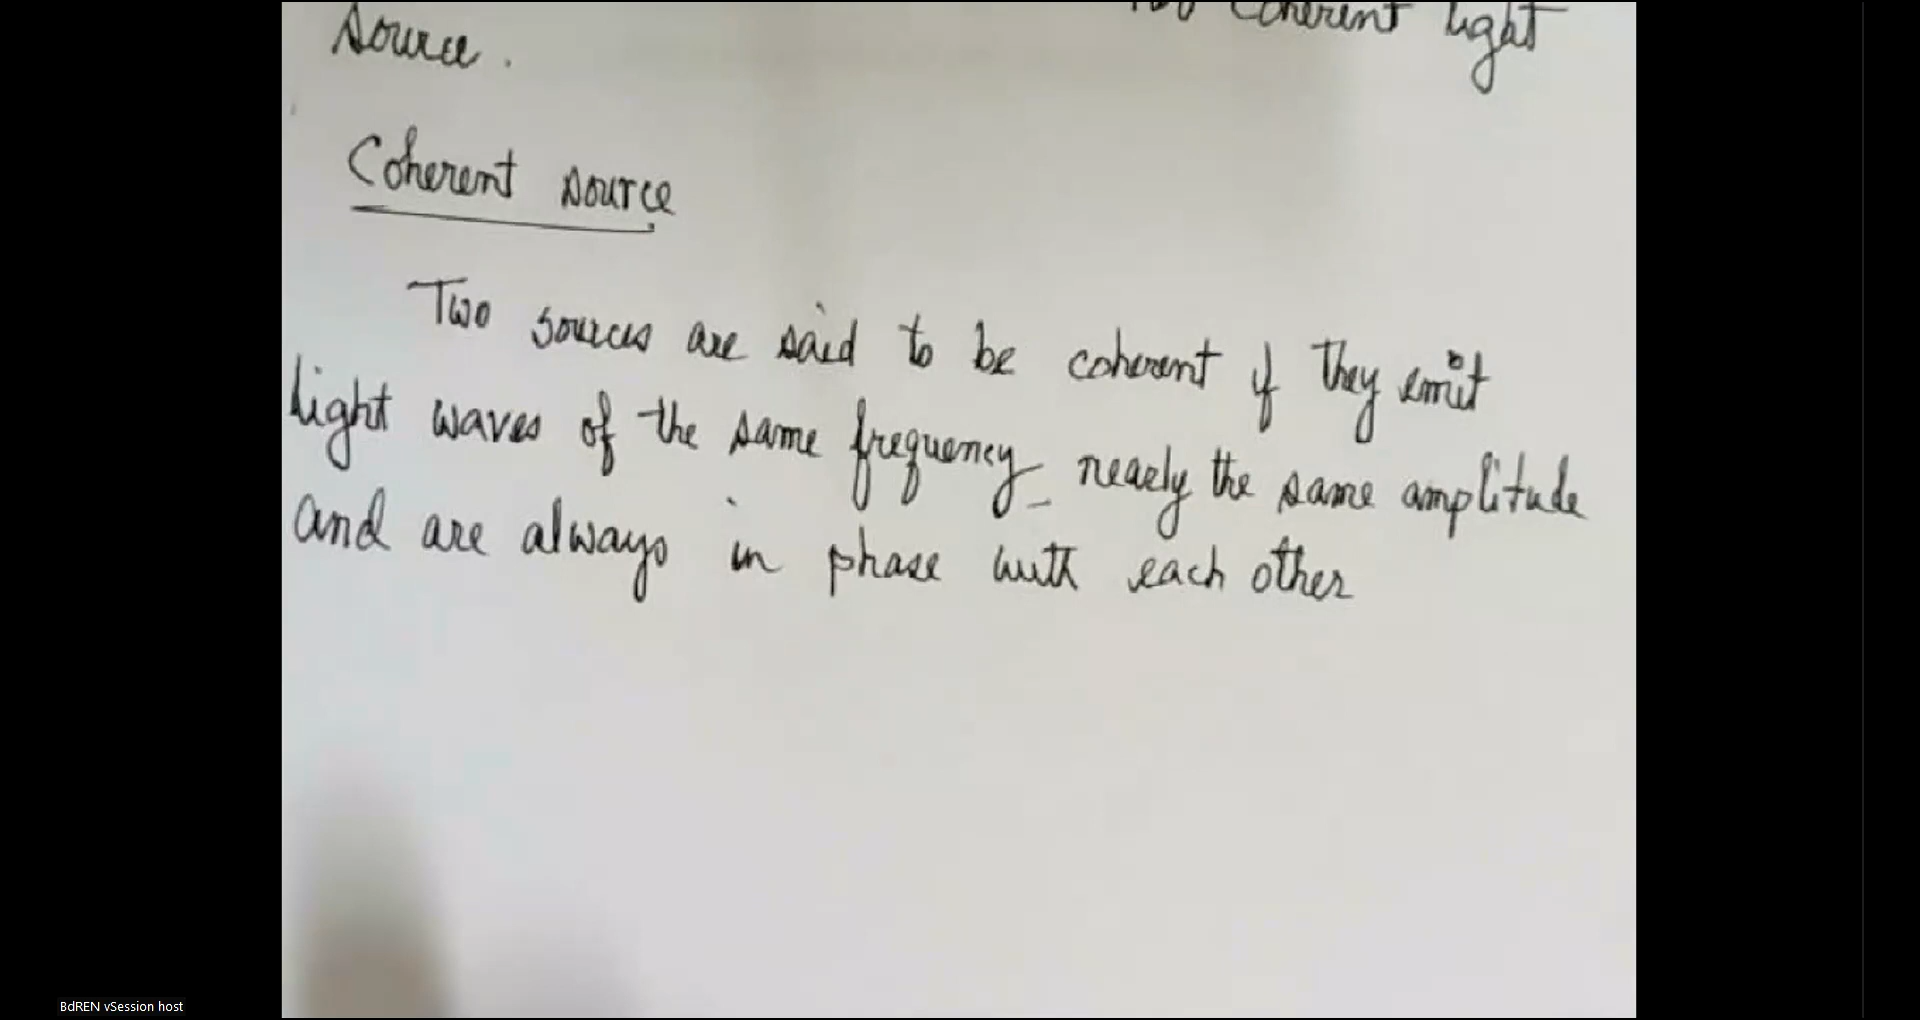 Two coherent light
source.
Coherent source
Two sources are said to be coherent if they emit
light waves of the same frequency, nearly the same amplitude
and are always in phase with each other
BdREN vSession host